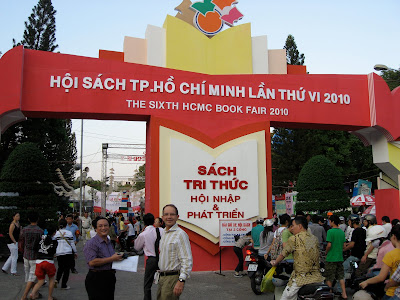 HỘI SÁCH TP.HỒ CHÍ MINH LẦN THỨ VI 2010
THE SIXTH HCMC BOOK FAIR 2010
SÁCH
TRI THỨC
HỘI NHẬP
&
PHÁT TRIỂN